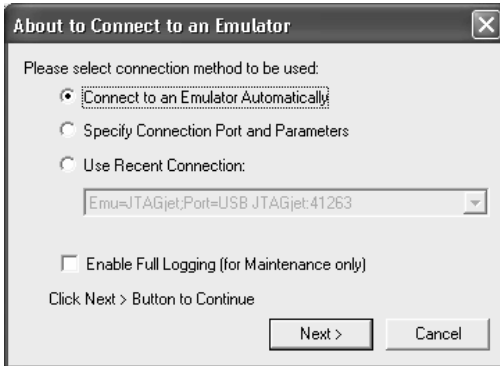 About to Connect to an Emulator
Please select connection method to be used:
Connect to an Emulator Automatically
Specify Connection Port and Parameters
Use Recent Connection:
Emu=JTAGjet;Port=USB JTAGjet:41263
Enable Full Logging (for Maintenance only)
Click Next > Button to Continue
Next >
Cancel